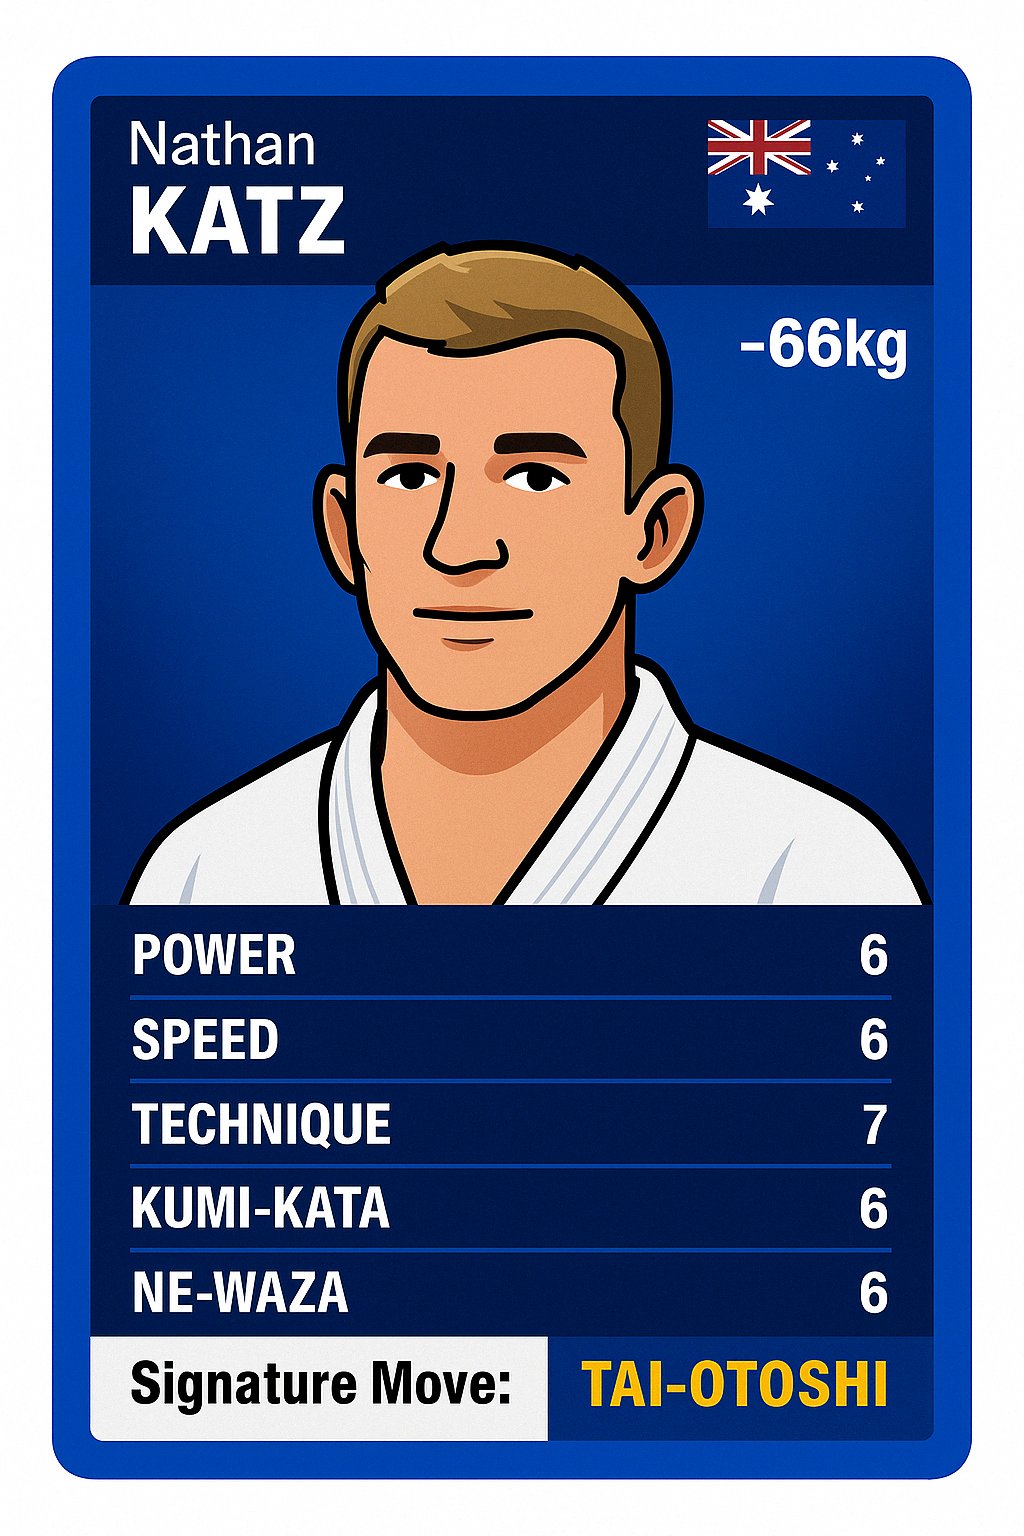 Nathan
KATZ
-66kg
POWER 6
SPEED 6
TECHNIQUE 7
KUMI-KATA 6
NE-WAZA 6
Signature Move: TAI-OTOSHI